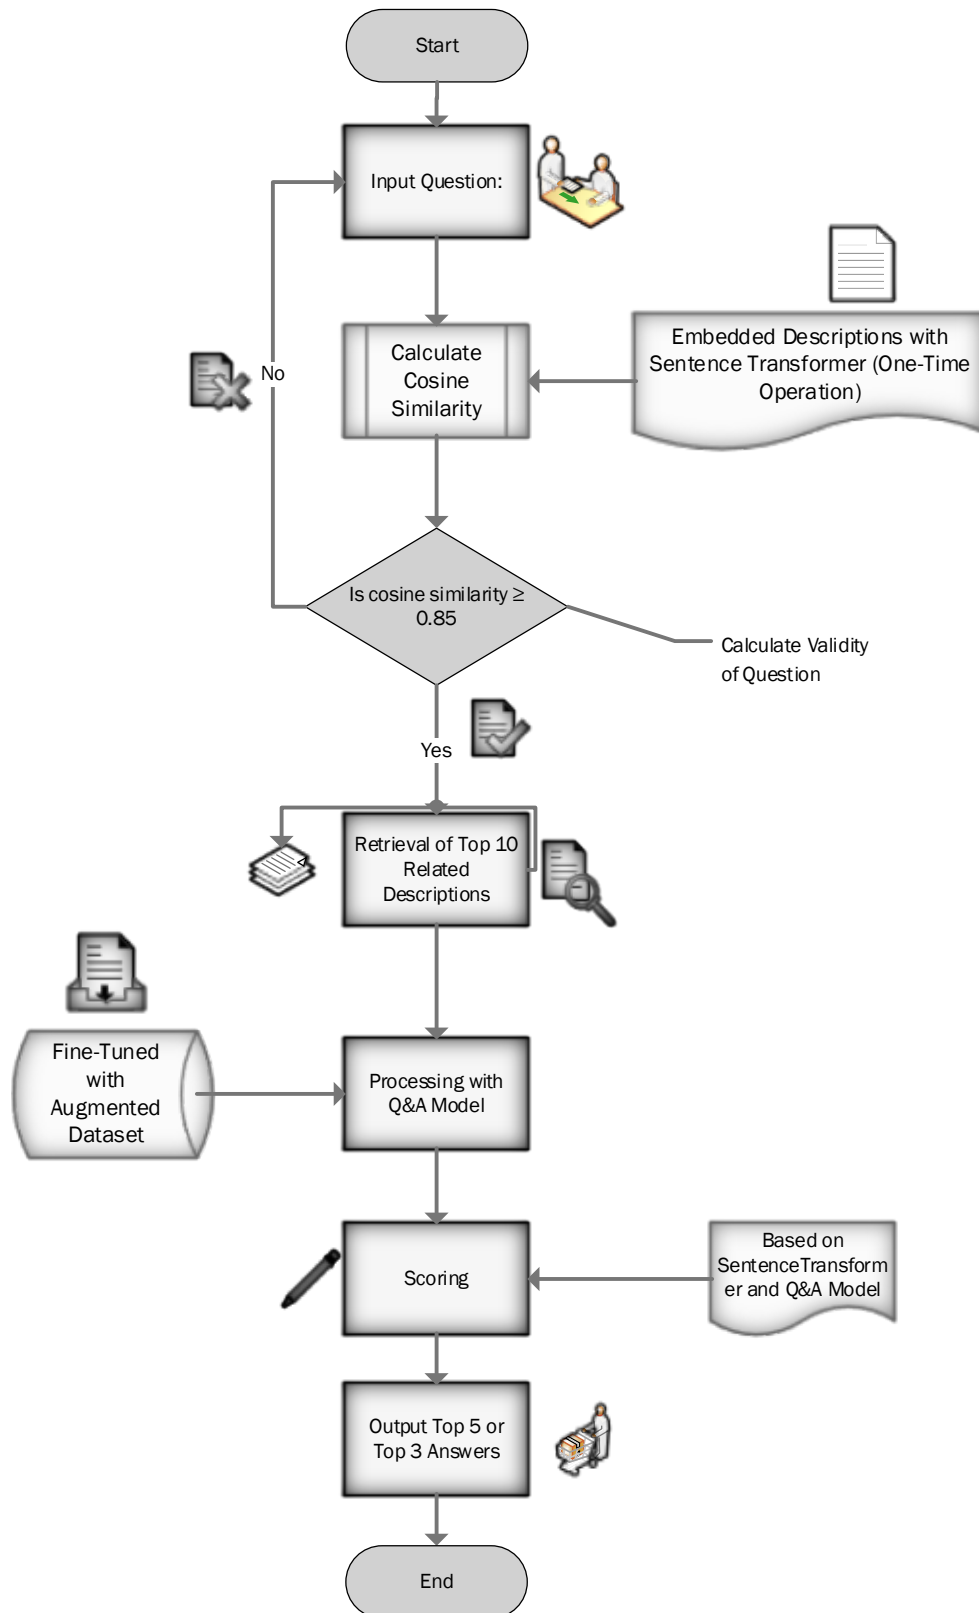 Start
Input Question:
Calculate
Cosine
Similarity
Embedded Descriptions with
Sentence Transformer (One-Time
Operation)
No
Is cosine similarity ≥
0.85
Calculate Validity
of Question
Yes
Retrieval of Top 10
Related
Descriptions
Fine-Tuned
with
Augmented
Dataset
Processing with
Q&A Model
Scoring
Based on
SentenceTransform
er and Q&A Model
Output Top 5 or
Top 3 Answers
End